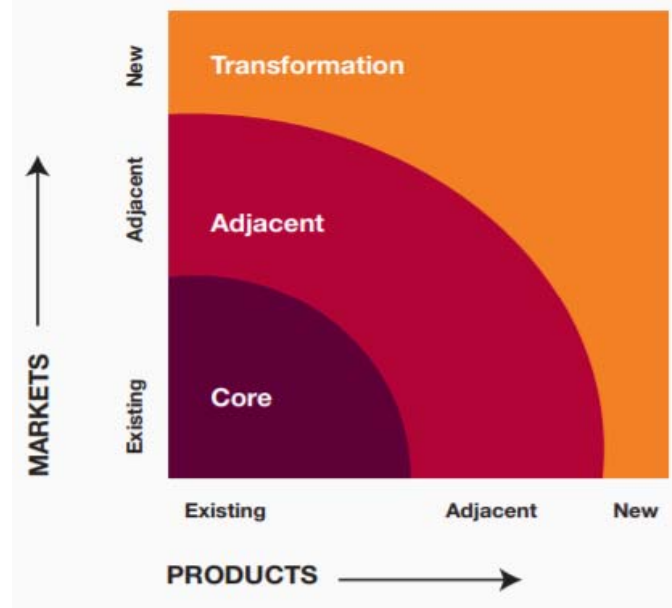 New
Transformation
Adjacent
Adjacent
Existing
Core
MARKETS
Existing Adjacent New
PRODUCTS